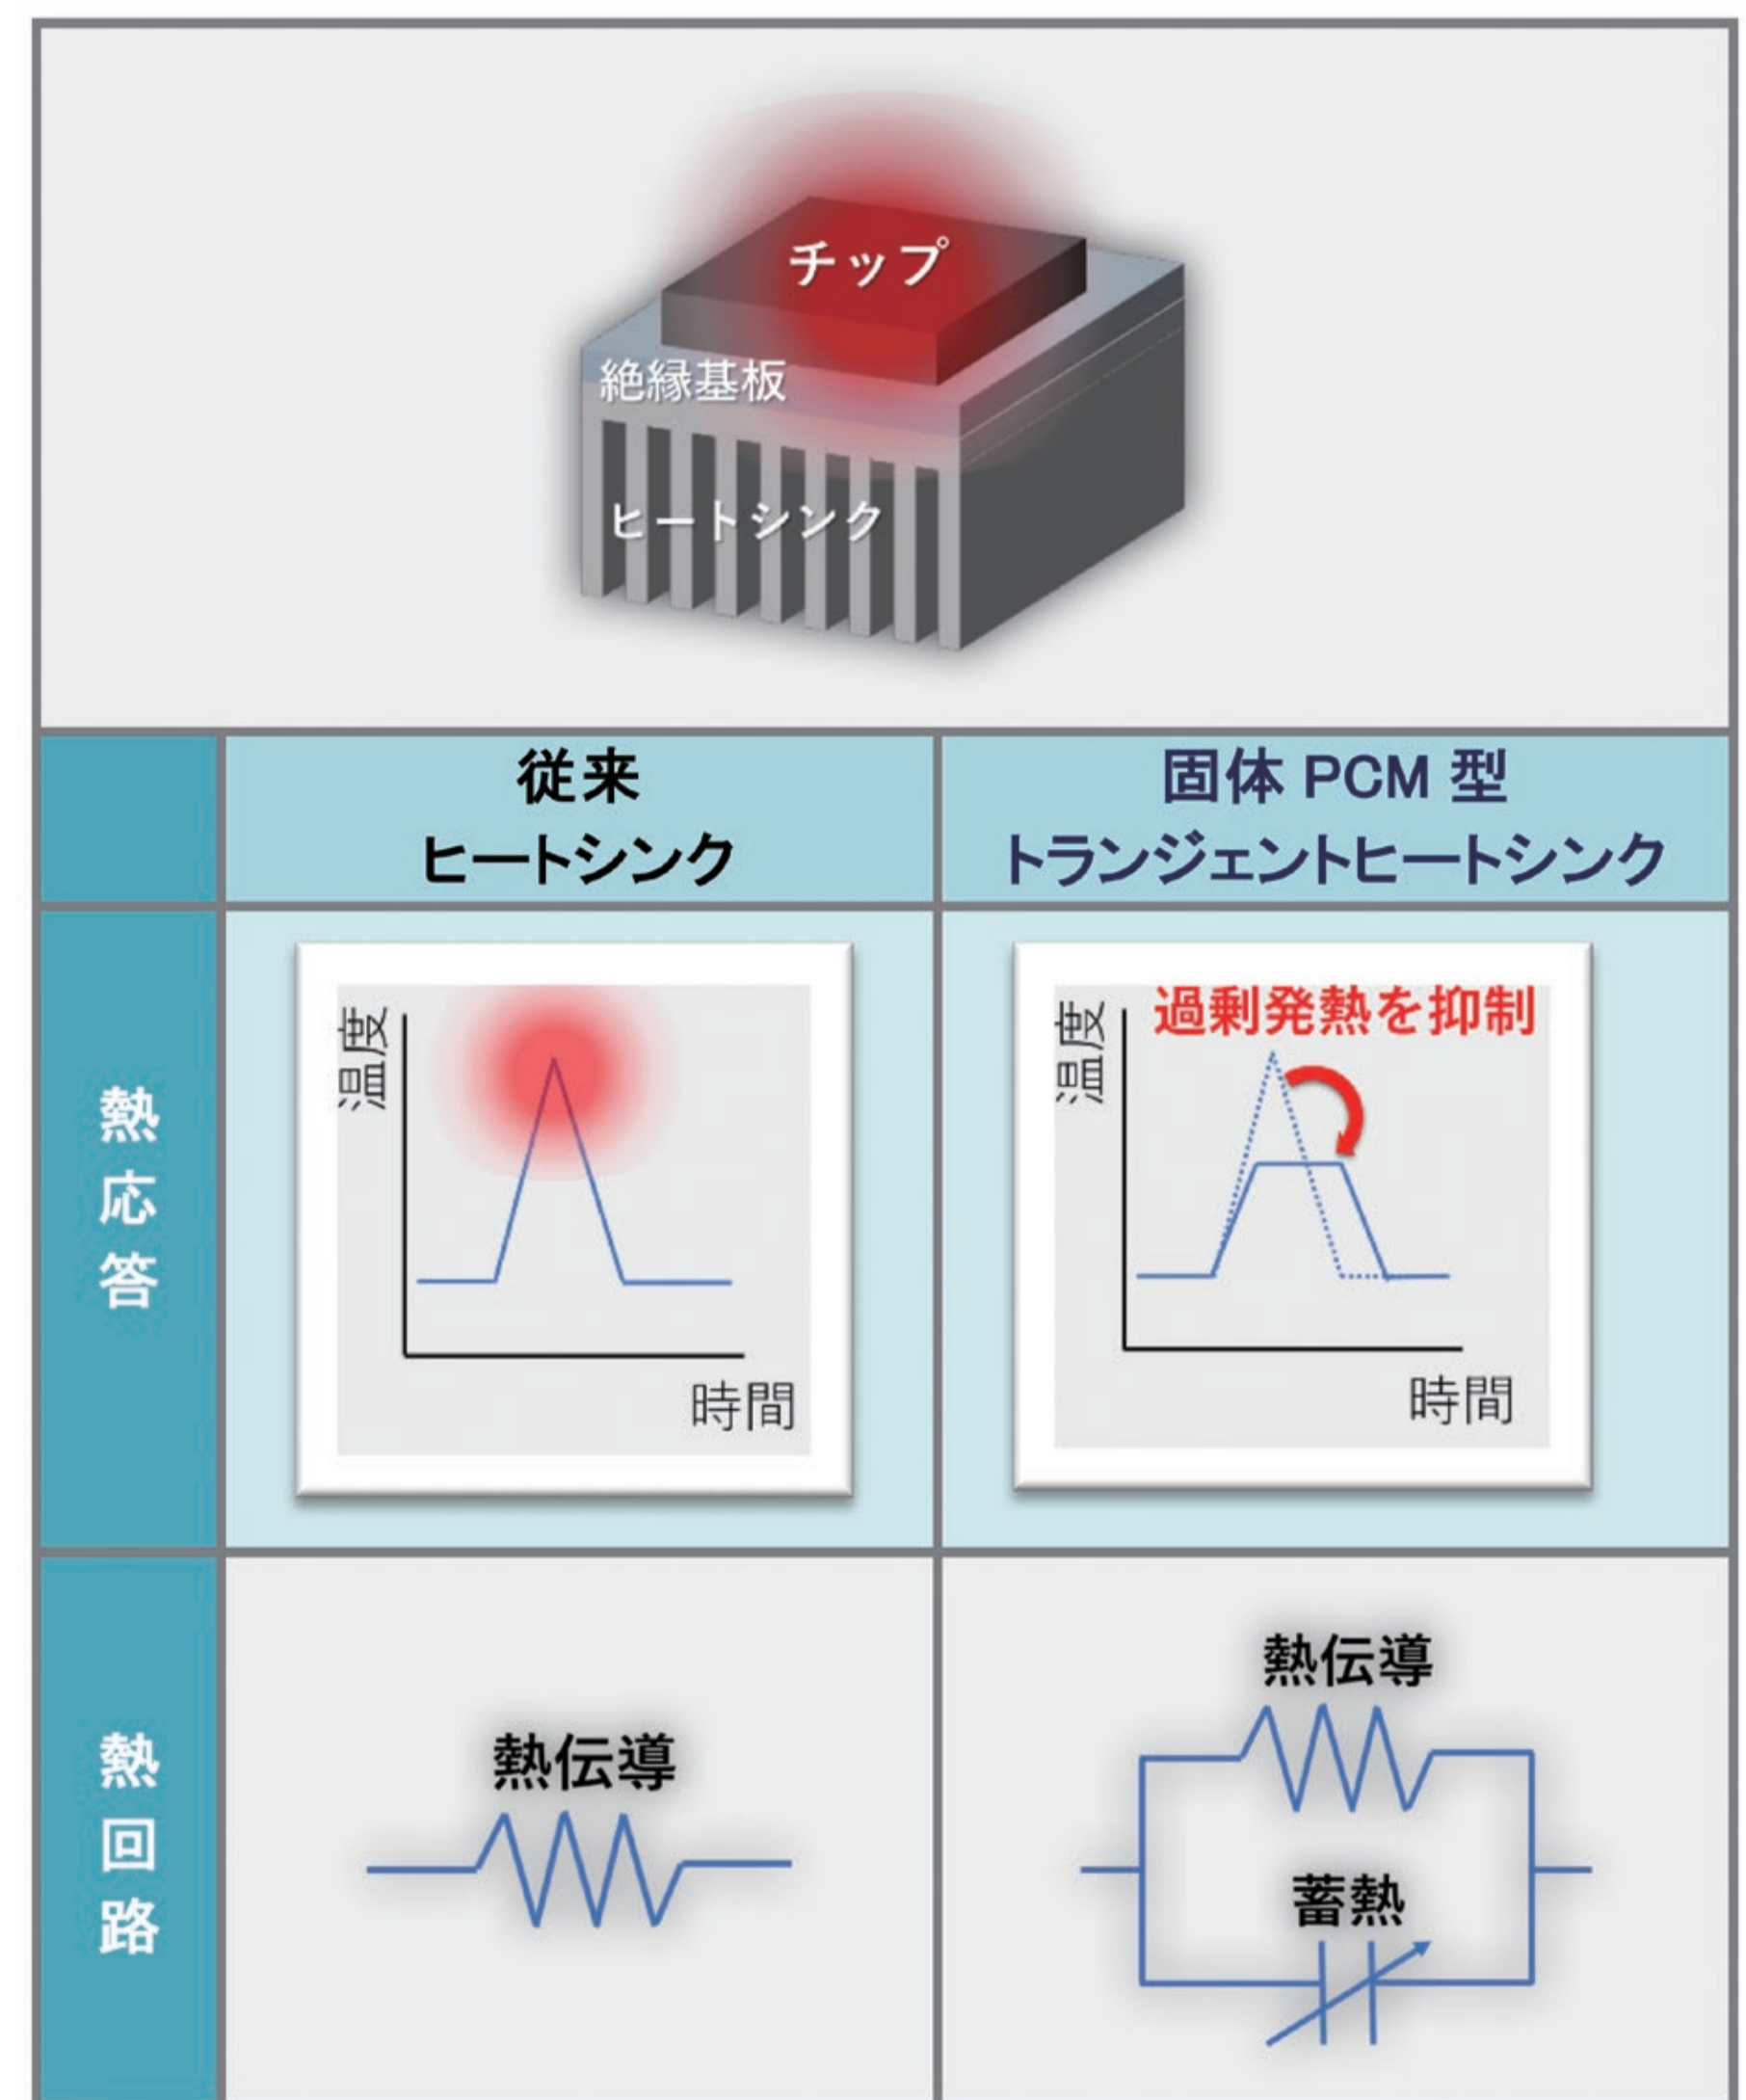 チップ
絶縁基板
ヒートシンク
従来
ヒートシンク
固体 PCM 型
トランジェントヒートシンク
熱応答
温度
時間
過剰発熱を抑制
温度
時間
熱回路
熱伝導
熱伝導
蓄熱